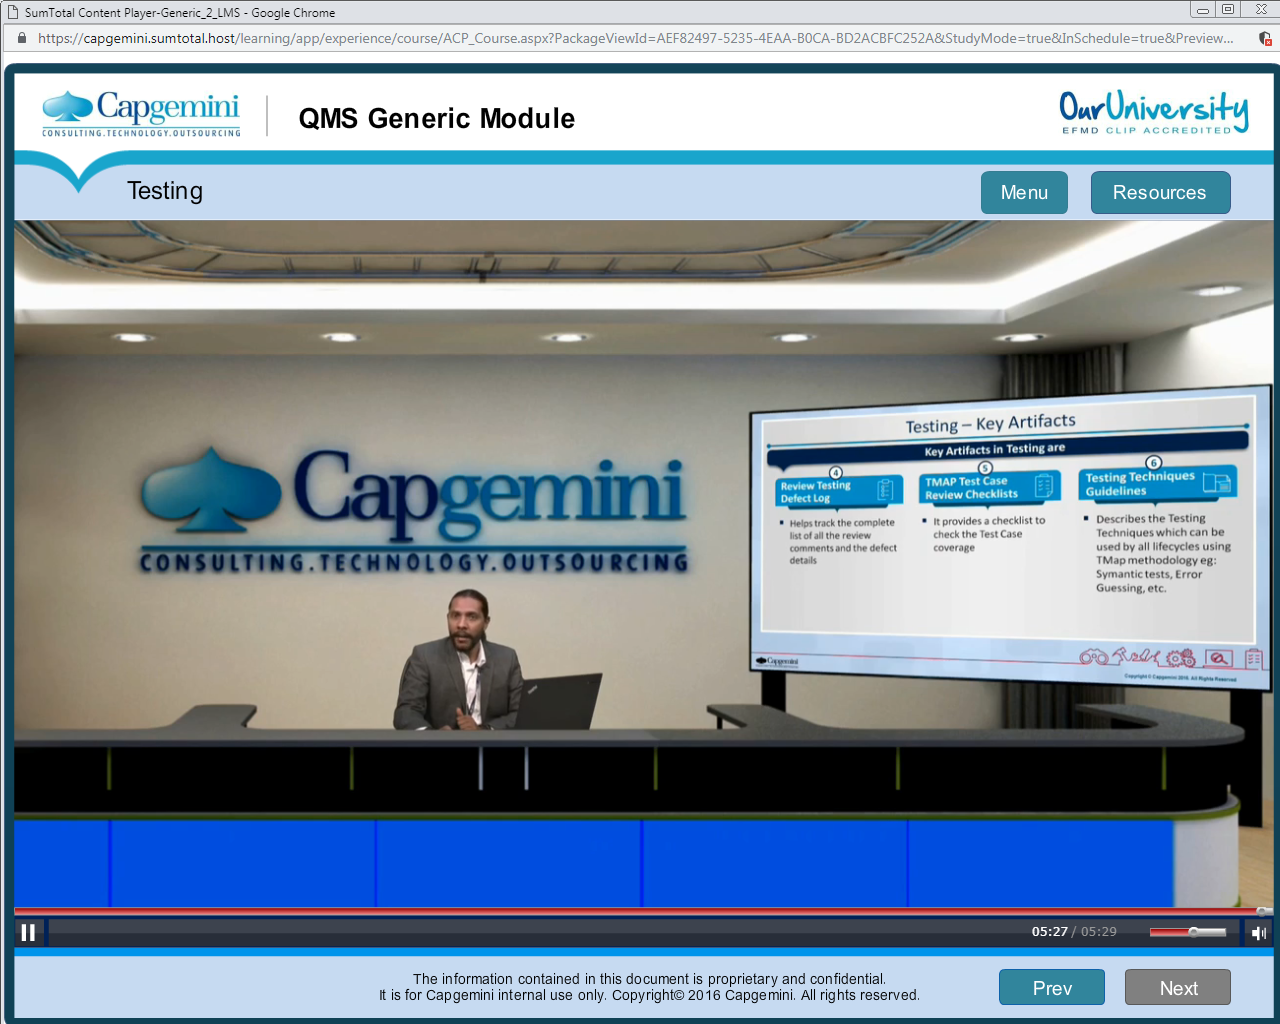 SumTotal Content Player-Generic_2_LMS - Google Chrome
https://capgemini.sumtotal.host/learning/app/experience/course/ACP_Course.aspx?PackageViewId=AEF82497-5235-4EAA-B0CA-BD2ACBFC252A&StudyMode=true&InSchedule=true&Preview...
Capgemini
CONSULTING.TECHNOLOGY.OUTSOURCING
QMS Generic Module
OurUniversity
EFMD CLIP ACCREDITED
Testing
Menu
Resources
Capgemini
CONSULTING.TECHNOLOGY.OUTSOURCING
Testing – Key Artifacts
Key Artifacts in Testing are
4
Review Testing
Defect Log
Helps track the complete
list of all the review
comments and the defect
details
5
TMAP Test Case
Review Checklists
It provides a checklist to
check the Test Case
coverage
6
Testing Techniques
Guidelines
Describes the Testing
Techniques which can be
used by all lifecycles using
TMap methodology eg:
Symantic tests, Error
Guessing, etc.
Capgemini
Copyright © Capgemini 2016. All Rights Reserved
05:27 / 05:29
The information contained in this document is proprietary and confidential.
It is for Capgemini internal use only. Copyright© 2016 Capgemini. All rights reserved.
Prev
Next